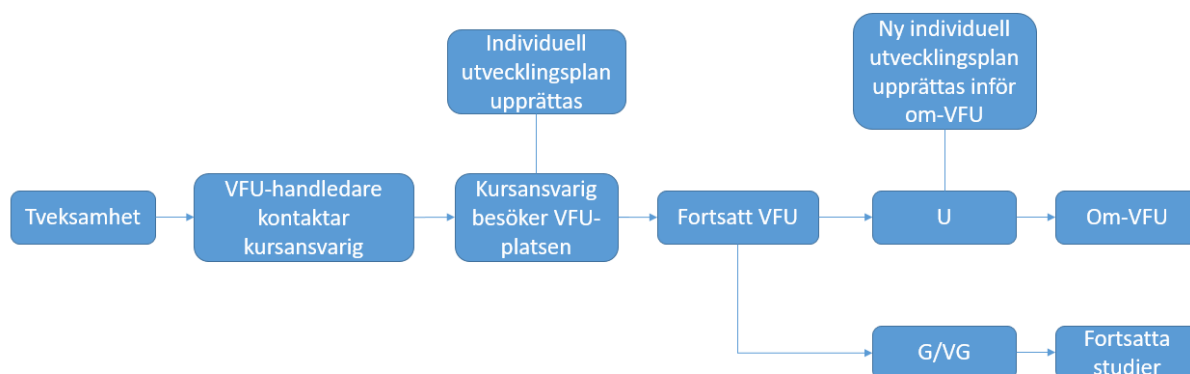 Individuell
utvecklingsplan
upprättas
Ny individuell
utvecklingsplan
upprättas inför
om-VFU
Tveksamhet
VFU-handledare
kontaktar
kursansvarig
Kursansvarig
besöker VFU-
platsen
Fortsatt VFU
U
Om-VFU
G/VG
Fortsatta
studier